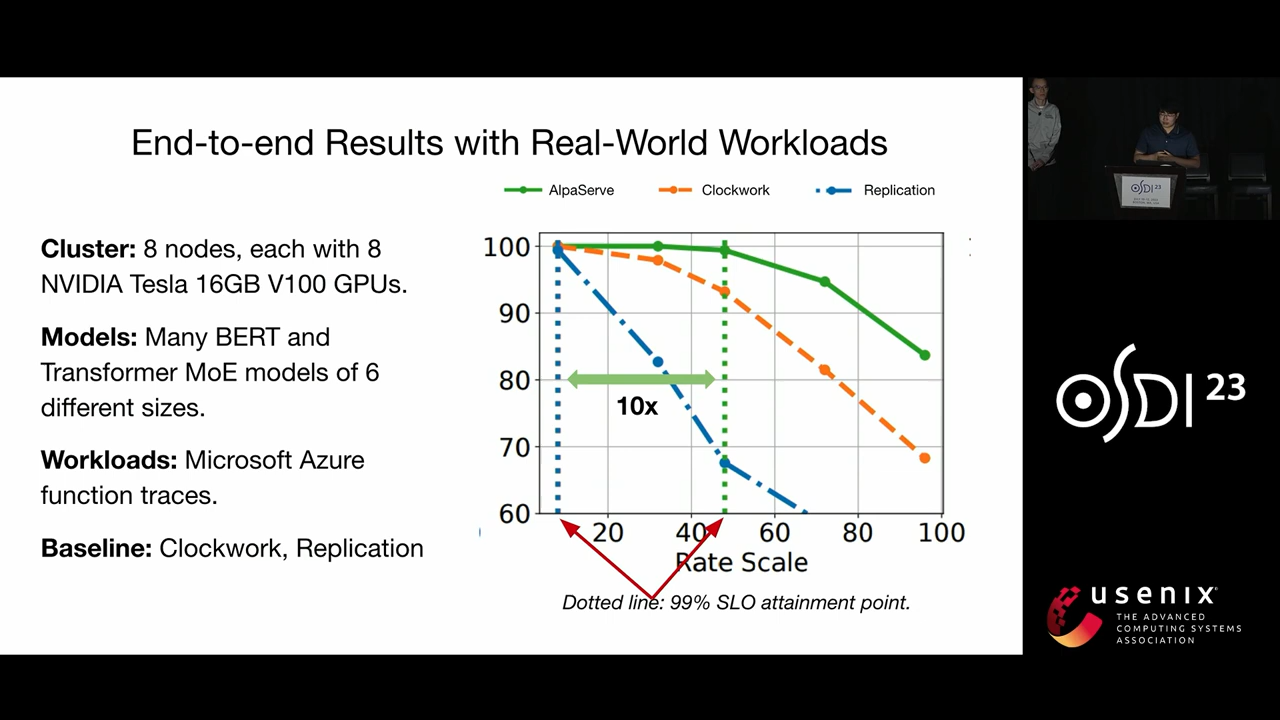 End-to-end Results with Real-World Workloads
AlpaServe
Clockwork
Replication
Cluster: 8 nodes, each with 8
NVIDIA Tesla 16GB V100 GPUs.
Models: Many BERT and
Transformer MoE models of 6
different sizes.
Workloads: Microsoft Azure
function traces.
Baseline: Clockwork, Replication
100
90
80
70
60
10x
20
40
60
80
100
Rate Scale
Dotted line: 99% SLO attainment point.
OSDI 23
OSDI 23
usenix
THE ADVANCED
COMPUTING SYSTEMS
ASSOCIATION